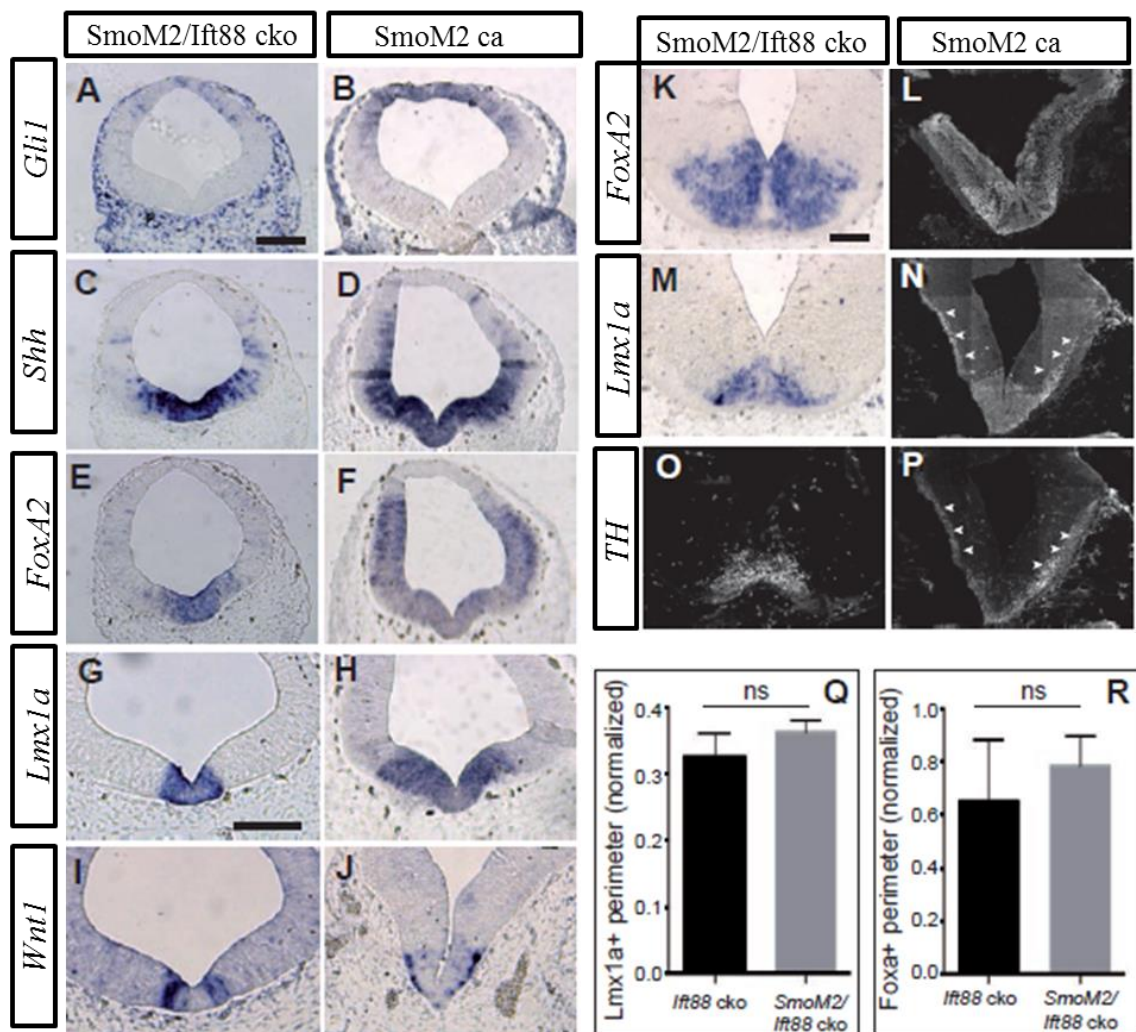 SmoM2/Ift88 cko
SmoM2 ca
SmoM2/Ift88 cko
SmoM2 ca
Gli1
A
B
Shh
C
D
FoxA2
E
F
Lmx1a
G
H
Wnt1
I
J
FoxA2
K
L
Lmx1a
M
N
TH
O
P
Q
ns
Lmx1a+ perimeter (normalized)
0.4
0.3
0.2
0.1
0.0
Ift88 cko
SmoM2/
Ift88 cko
R
ns
Foxa+ perimeter (normalized)
1.0
0.8
0.6
0.4
0.2
0.0
Ift88 cko
SmoM2/
Ift88 cko